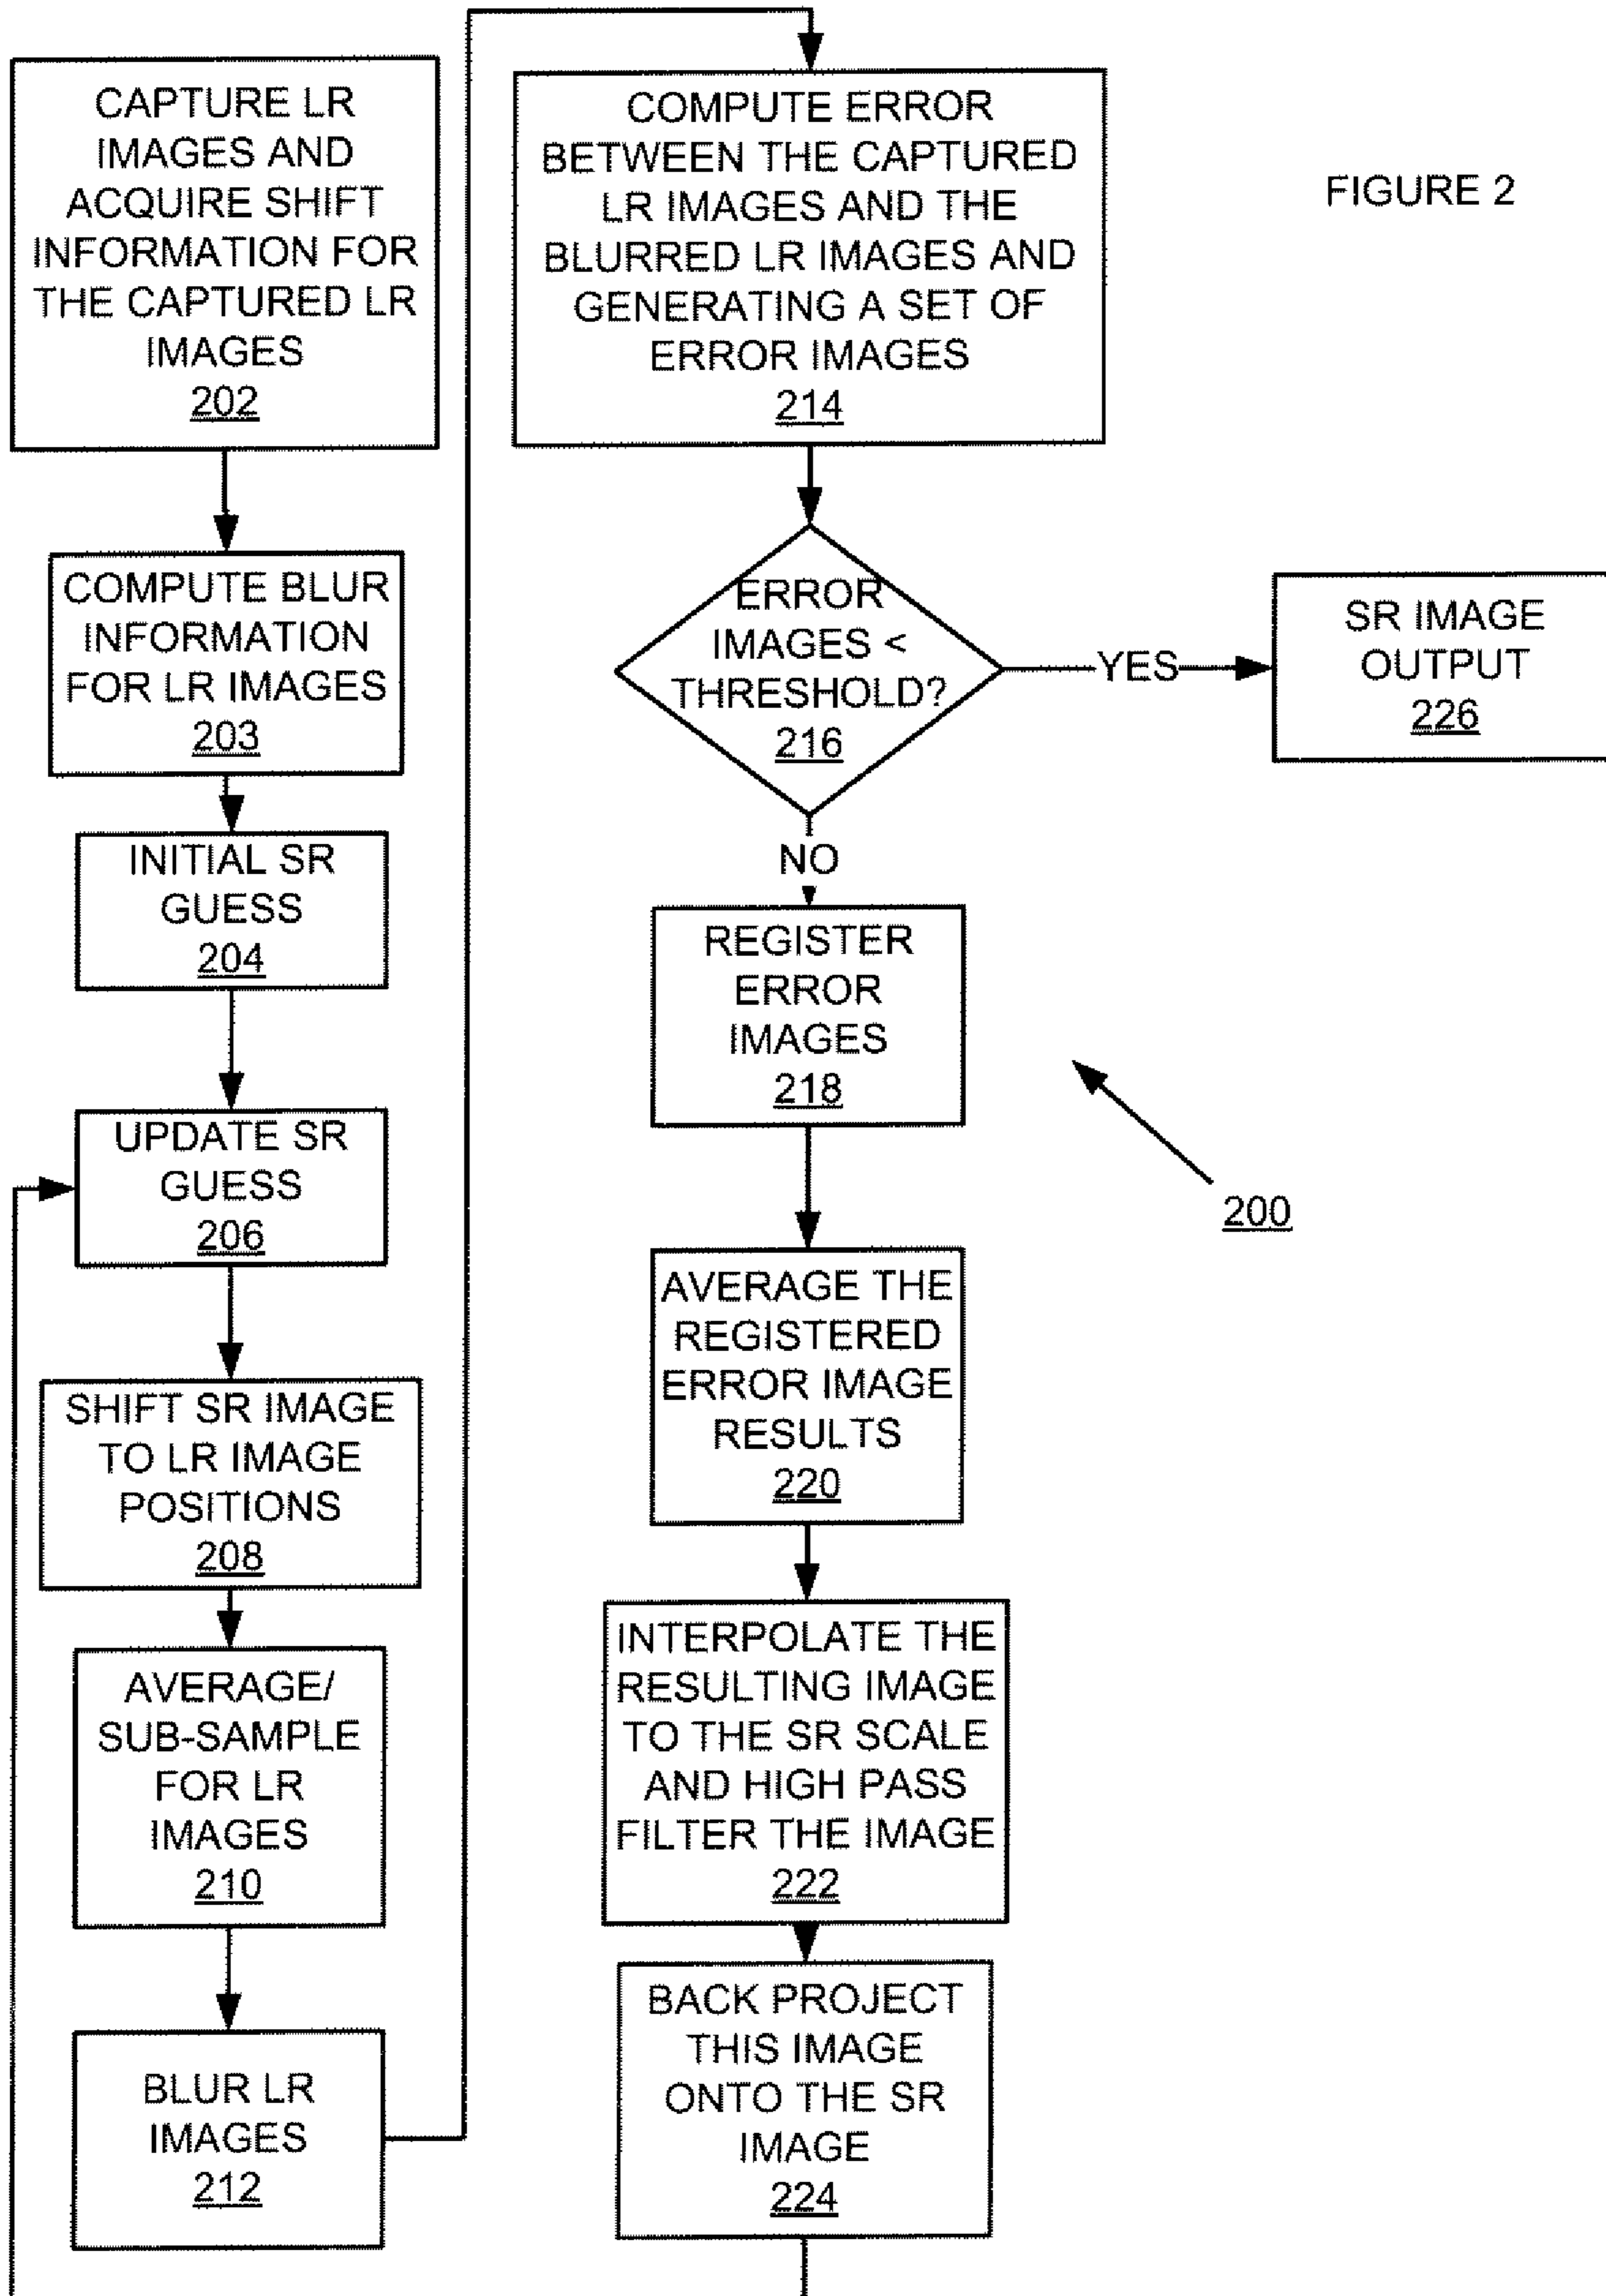 CAPTURE LR
IMAGES AND
ACQUIRE SHIFT
INFORMATION FOR
THE CAPTURED LR
IMAGES
202
COMPUTE BLUR
INFORMATION
FOR LR IMAGES
203
INITIAL SR
GUESS
204
UPDATE SR
GUESS
206
SHIFT SR IMAGE
TO LR IMAGE
POSITIONS
208
AVERAGE/
SUB-SAMPLE
FOR LR
IMAGES
210
BLUR LR
IMAGES
212
COMPUTE ERROR
BETWEEN THE CAPTURED
LR IMAGES AND THE
BLURRED LR IMAGES AND
GENERATING A SET OF
ERROR IMAGES
214
ERROR
IMAGES <
THRESHOLD?
216
YES
SR IMAGE
OUTPUT
226
NO
REGISTER
ERROR
IMAGES
218
AVERAGE THE
REGISTERED
ERROR IMAGE
RESULTS
220
INTERPOLATE THE
RESULTING IMAGE
TO THE SR SCALE
AND HIGH PASS
FILTER THE IMAGE
222
BACK PROJECT
THIS IMAGE
ONTO THE SR
IMAGE
224
FIGURE 2
200